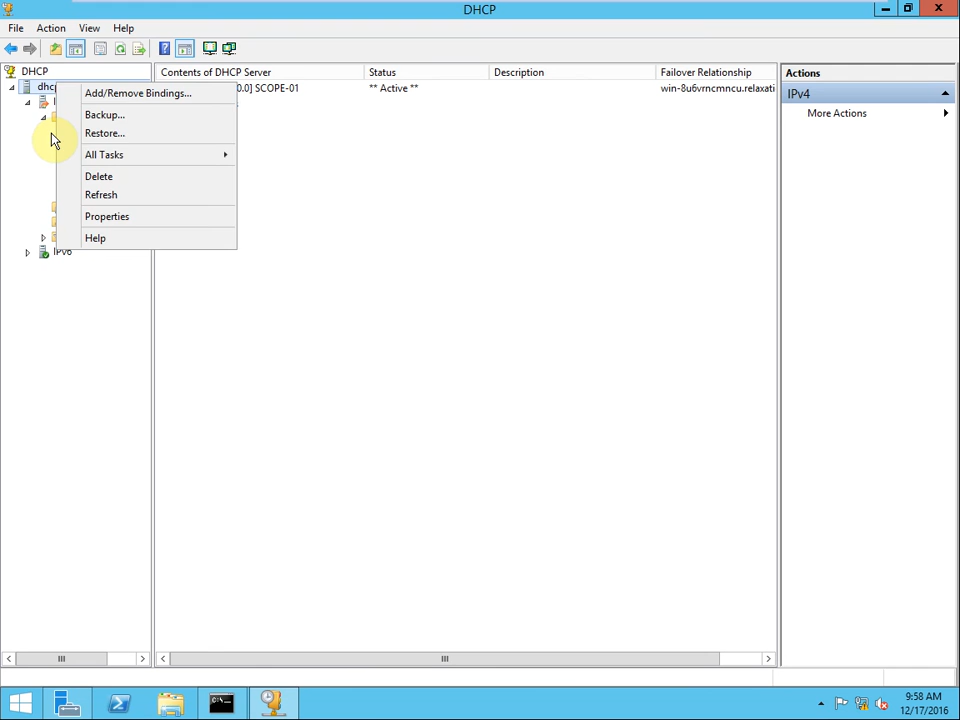 DHCP
File Action View Help
DHCP
Contents of DHCP Server Status Description Failover Relationship
Actions
dhcp
0.0] SCOPE-01 ** Active ** win-8u6vrncmncu.relaxati
IPv4
More Actions
Add/Remove Bindings...
Backup...
Restore...
All Tasks
Delete
Refresh
Properties
Help
IPv6
9:58 AM
12/17/2016